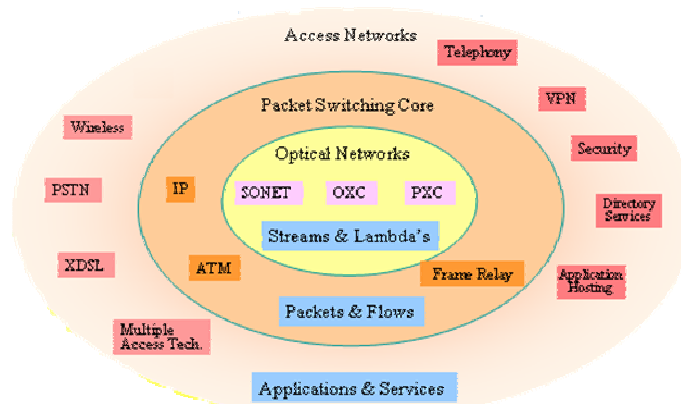 Access Networks
Telephony
Packet Switching Core
VPN
Wireless
Optical Networks
Security
PSTN
IP
SONET
OXC
PXC
Directory
Services
Streams & Lambda's
XDSL
ATM
Frame Relay
Application
Hosting
Packets & Flows
Multiple
Access Tech.
Applications & Services